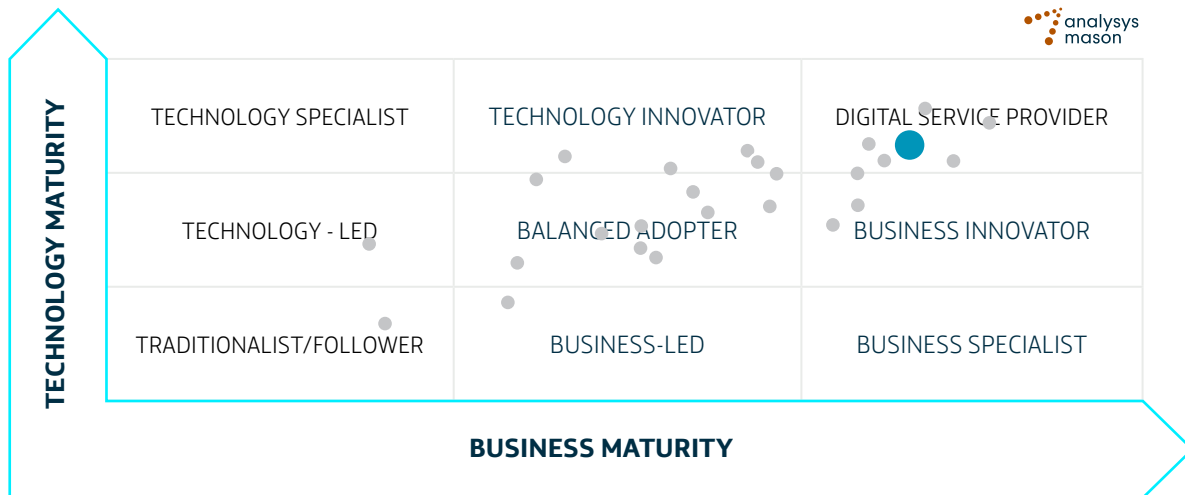 analysys
mason
TECHNOLOGY MATURITY
TECHNOLOGY SPECIALIST
TECHNOLOGY INNOVATOR
DIGITAL SERVICE PROVIDER
TECHNOLOGY - LED
BALANCED ADOPTER
BUSINESS INNOVATOR
TRADITIONALIST/FOLLOWER
BUSINESS-LED
BUSINESS SPECIALIST
BUSINESS MATURITY